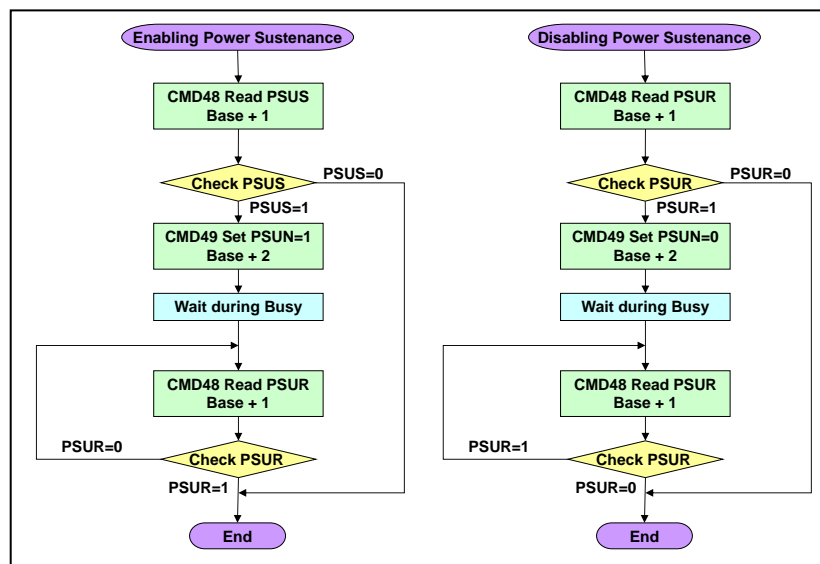 Enabling Power Sustenance
CMD48 Read PSUS
Base + 1
PSUS=0
Check PSUS
PSUS=1
CMD49 Set PSUN=1
Base + 2
Wait during Busy
CMD48 Read PSUR
Base + 1
PSUR=0
Check PSUR
PSUR=1
End
Disabling Power Sustenance
CMD48 Read PSUR
Base + 1
PSUR=0
Check PSUR
PSUR=1
CMD49 Set PSUN=0
Base + 2
Wait during Busy
CMD48 Read PSUR
Base + 1
PSUR=1
Check PSUR
PSUR=0
End